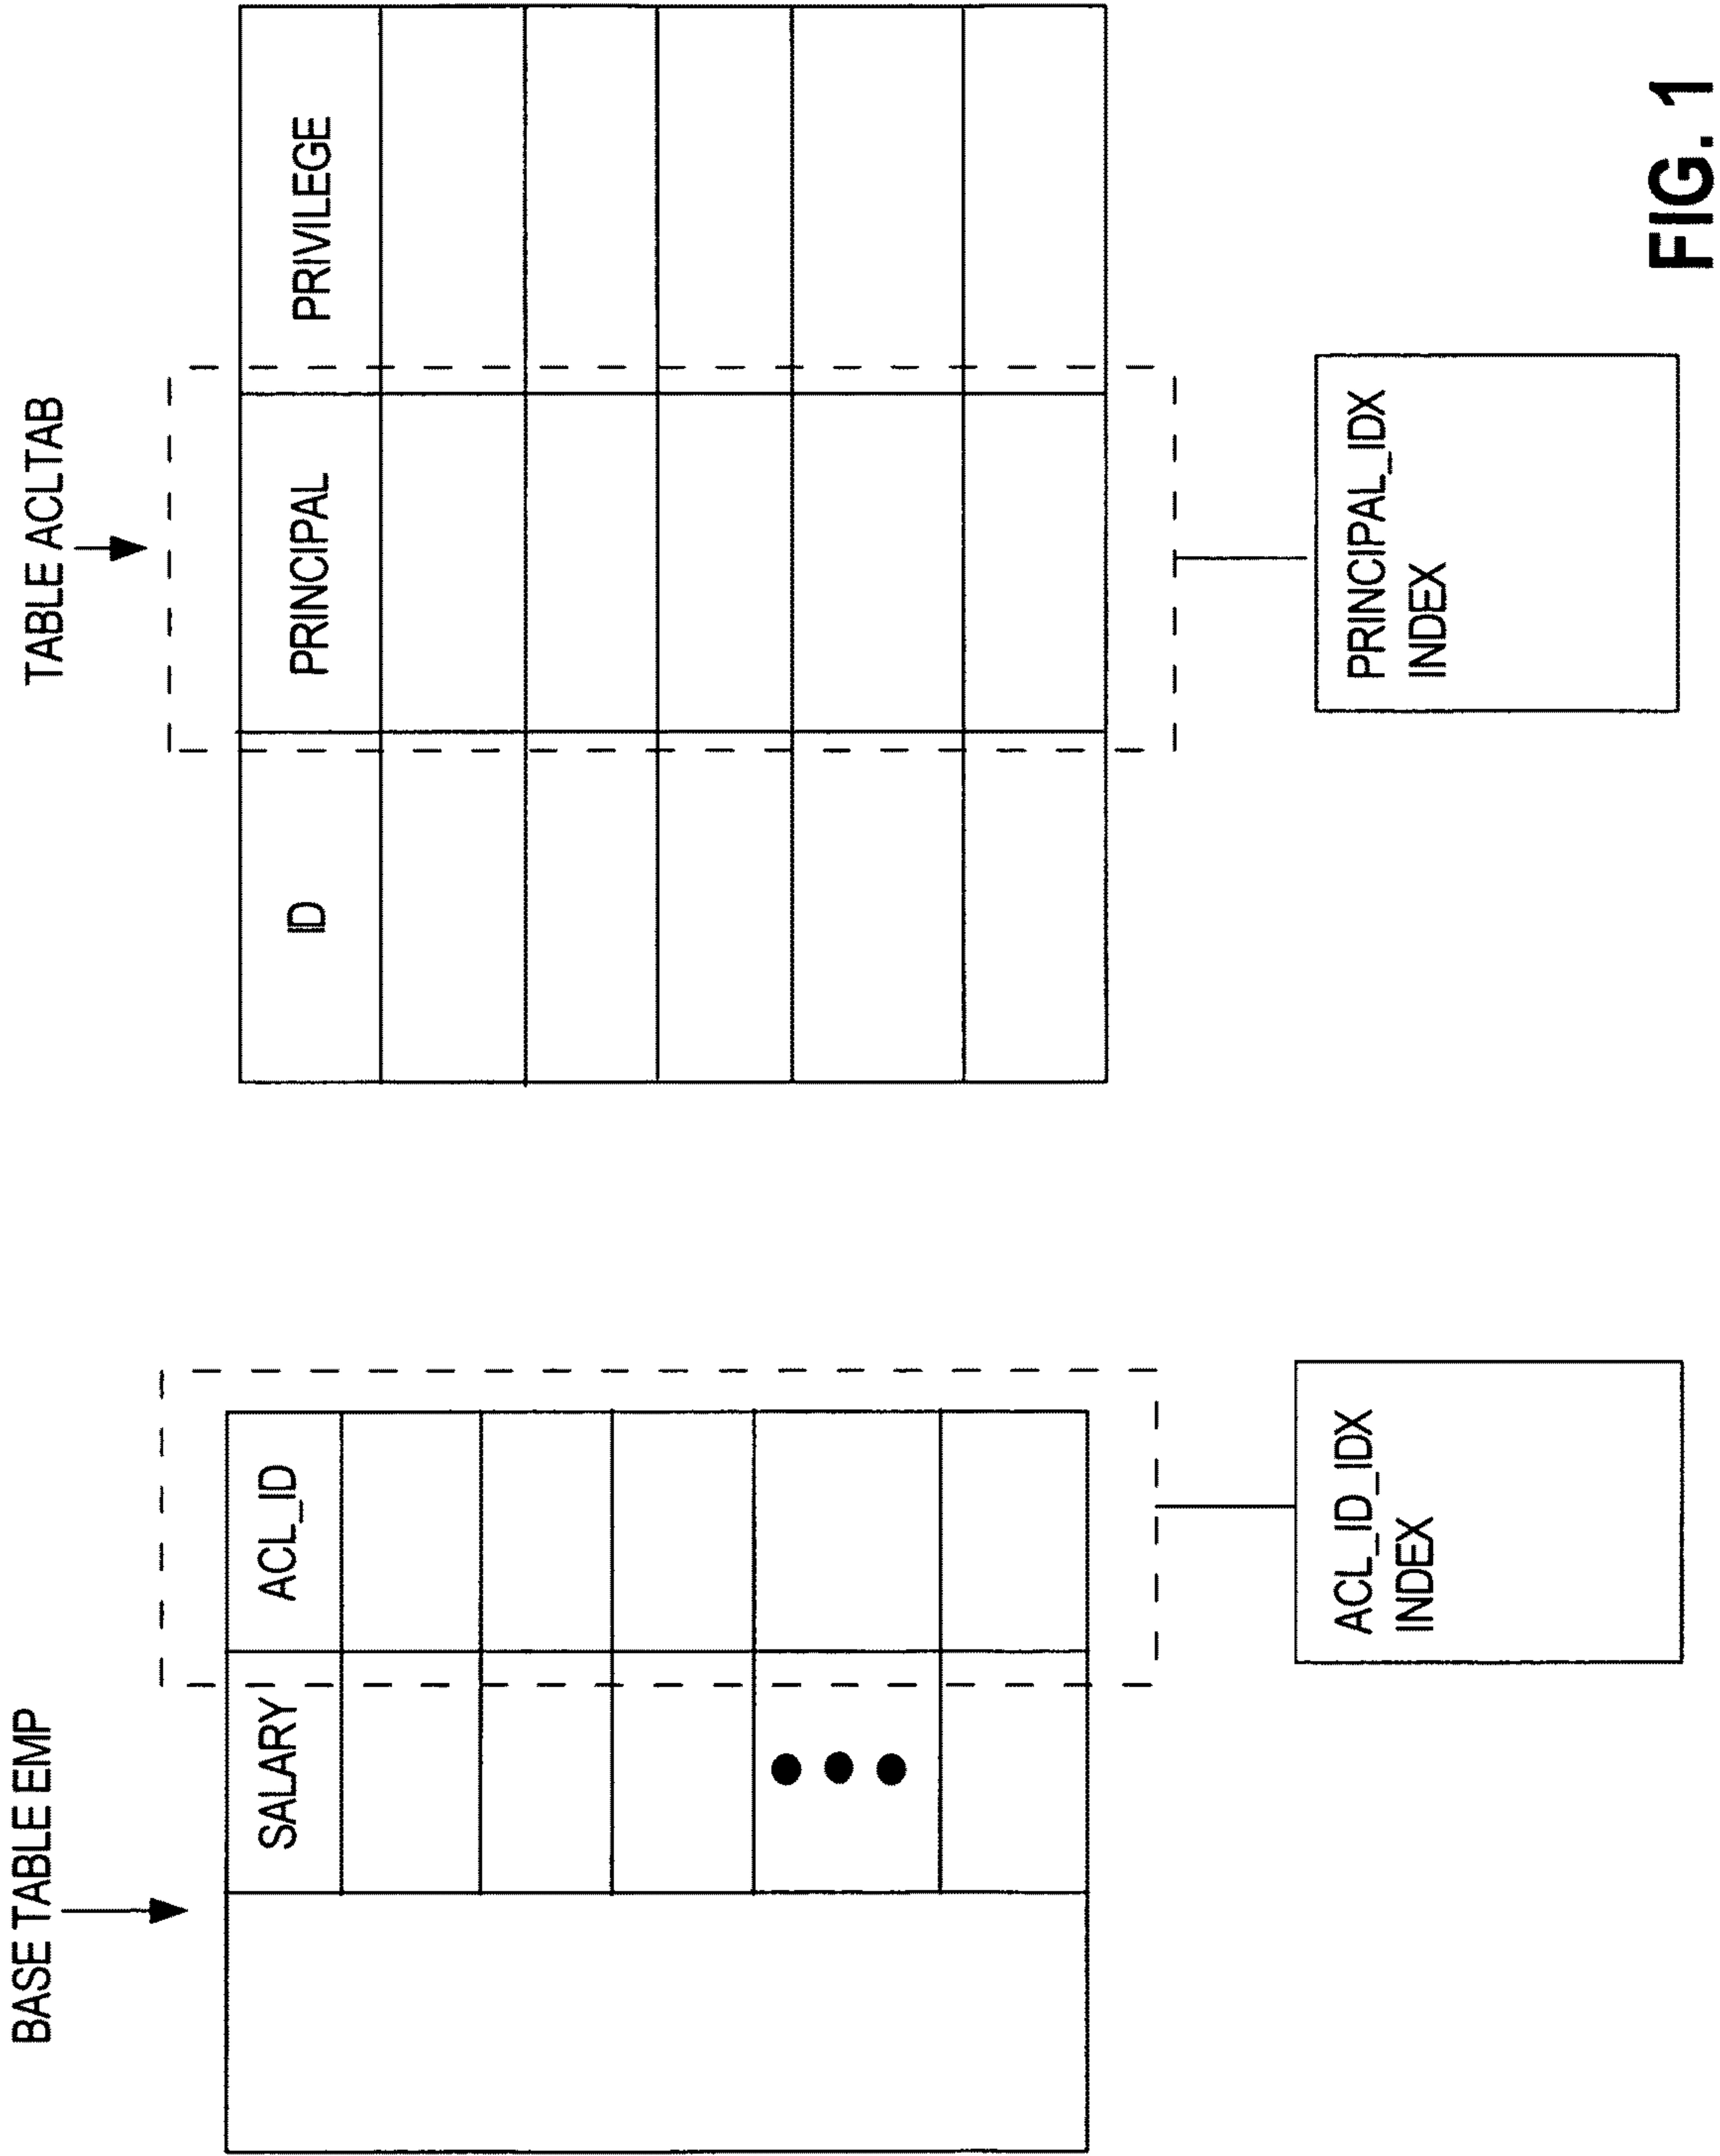 BASE TABLE EMP
SALARY
ACL_ID
ACL_ID_IDX
INDEX
TABLE ACLTAB
ID
PRINCIPAL
PRIVILEGE
PRINCIPAL_IDX
INDEX
FIG. 1